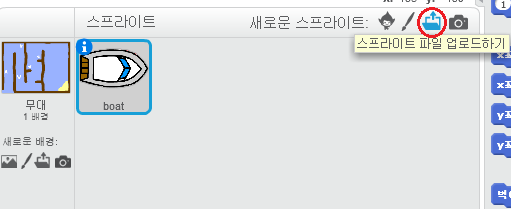 스프라이트 새로운 스프라이트:
스프라이트 파일 업로드하기
무대
1 배경
새로운 배경:
boat
1